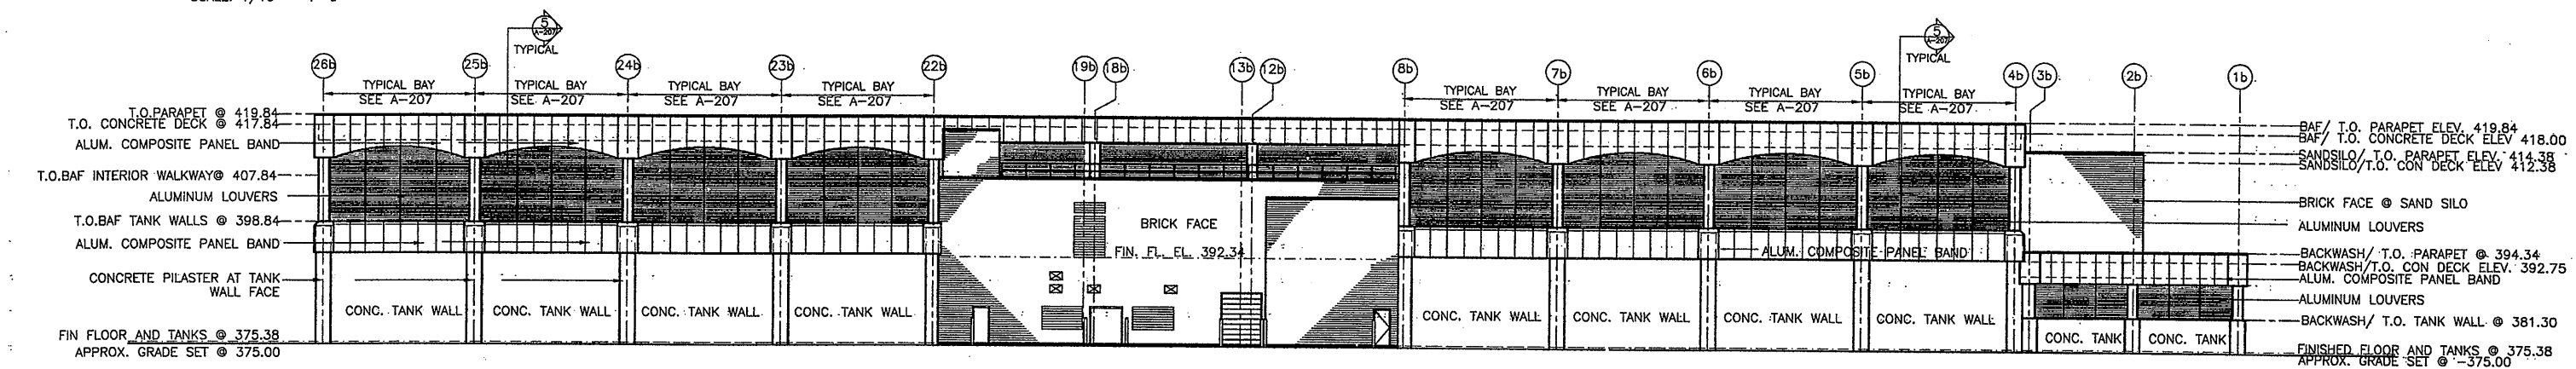 5
A-207
TYPICAL
5
A-207
TYPICAL
26b
25b
24b
23b
22b
19b
18b
13b
12b
8b
7b
6b
5b
4b
3b
2b
1b
TYPICAL BAY
SEE A-207
TYPICAL BAY
SEE A-207
TYPICAL BAY
SEE A-207
TYPICAL BAY
SEE A-207
TYPICAL BAY
SEE A-207
TYPICAL BAY
SEE A-207
TYPICAL BAY
SEE A-207
TYPICAL BAY
SEE A-207
T.O.PARAPET @ 419.84
T.O. CONCRETE DECK @ 417.84
ALUM. COMPOSITE PANEL BAND
T.O.BAF INTERIOR WALKWAY@ 407.84
ALUMINUM LOUVERS
T.O.BAF TANK WALLS @ 398.84
ALUM. COMPOSITE PANEL BAND
CONCRETE PILASTER AT TANK
WALL FACE
FIN FLOOR AND TANKS @ 375.38
APPROX. GRADE SET @ 375.00
CONC. TANK WALL
CONC. TANK WALL
CONC. TANK WALL
CONC. TANK WALL
BRICK FACE
FIN. FL. EL. 392.34
ALUM. COMPOSITE PANEL BAND
CONC. TANK WALL
CONC. TANK WALL
CONC. TANK WALL
CONC. TANK WALL
CONC. TANK
CONC. TANK
BAF/ T.O. PARAPET ELEV. 419.84
BAF/ T.O. CONCRETE DECK ELEV 418.00
SANDSILO/ T.O. PARAPET ELEV. 414.38
SANDSILO/T.O. CON DECK ELEV 412.38
BRICK FACE @ SAND SILO
ALUMINUM LOUVERS
BACKWASH/ T.O. PARAPET @ 394.34
BACKWASH/T.O. CON DECK ELEV. 392.75
ALUM. COMPOSITE PANEL BAND
ALUMINUM LOUVERS
BACKWASH/ T.O. TANK WALL @ 381.30
FINISHED FLOOR AND TANKS @ 375.38
APPROX. GRADE SET @ -375.00